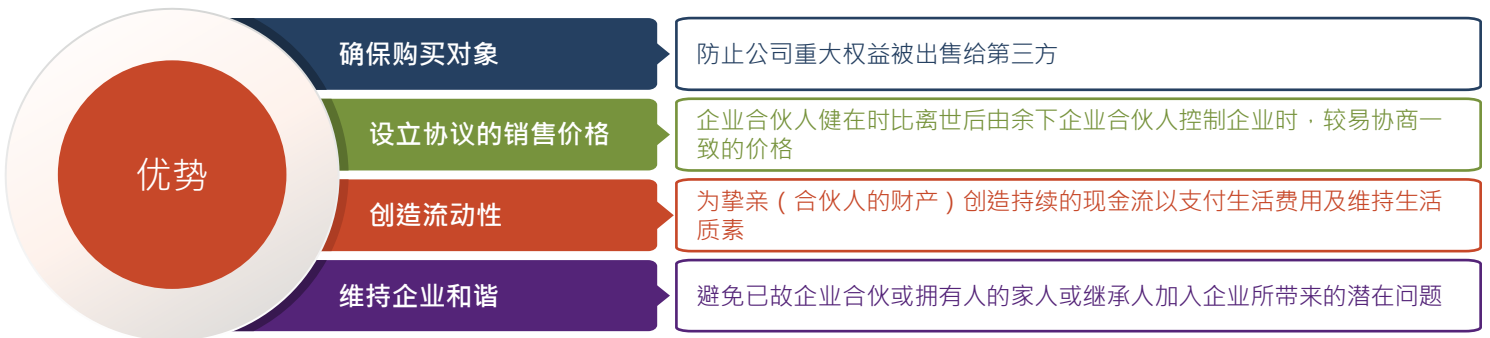 优势
确保购买对象
防止公司重大权益被出售给第三方
设立协议的销售价格
企业合伙人健在时比离世后由余下企业合伙人控制企业时，较易协商一
致的价格
创造流动性
为挚亲（合伙人的财产）创造持续的现金流以支付生活费用及维持生活
质素
维持企业和谐
避免已故企业合伙或拥有人的家人或继承人加入企业所带来的潜在问题